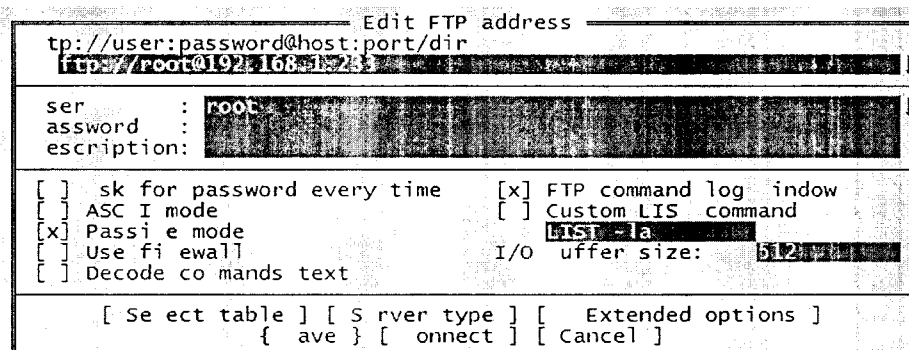 Edit FTP address
tp://user:password@host:port/dir
ftp://root@192.168.1.233
ser : root
assword :
escription:
[ ] sk for password every time [x] FTP command log indow
[ ] ASC I mode [ ] Custom LIS command
[x] Passi e mode LIST -la
[ ] Use fi ewall I/O uffer size: 512
[ ] Decode co mands text
[ Se ect table ] [ S rver type ] [ Extended options ]
{ ave } [ onnect ] [ Cancel ]